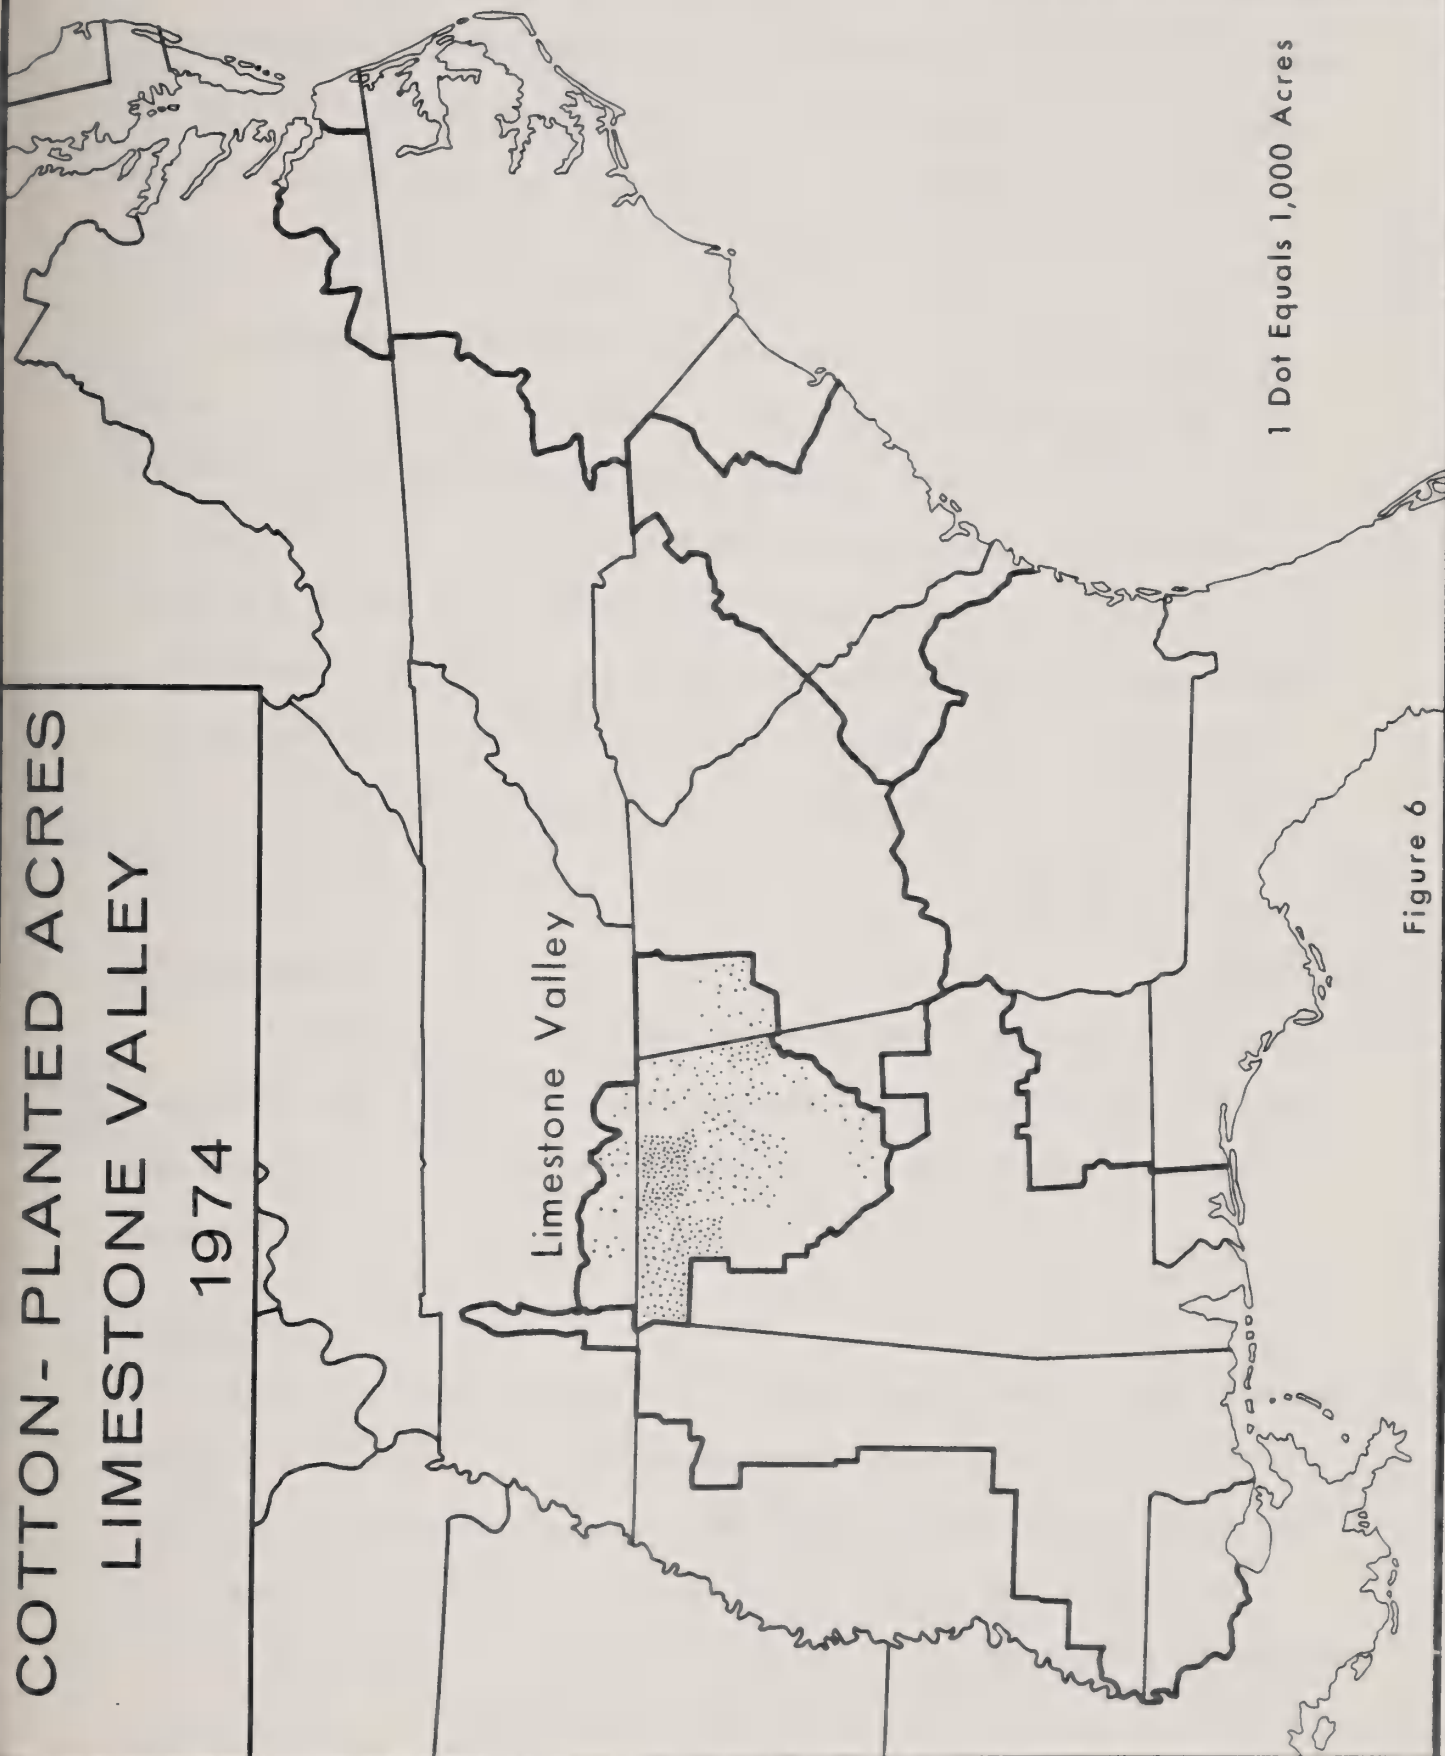 COTTON- PLANTED ACRES
LIMESTONE VALLEY
1974
Limestone Valley
1 Dot Equals 1,000 Acres
Figure 6